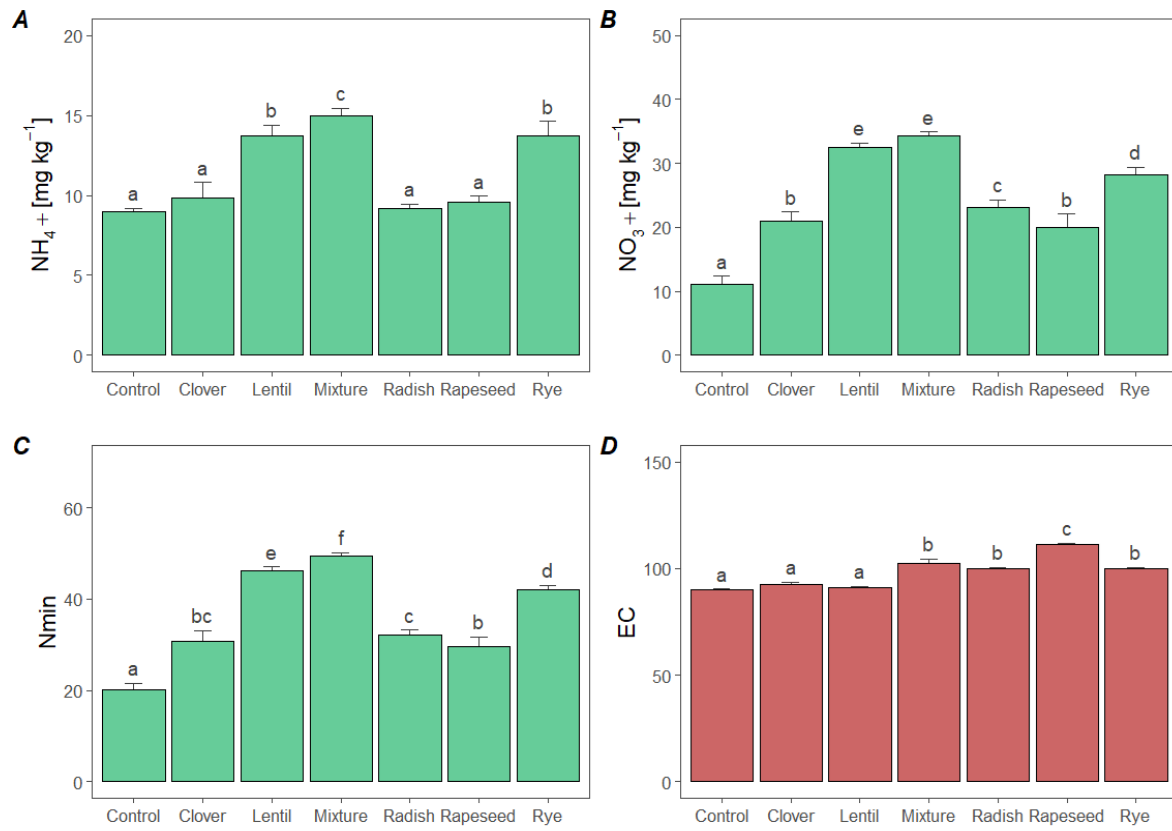 A
NH4+ [mg kg−1]
20
15
10
5
0
a
a
b
c
a
a
b
Control Clover Lentil Mixture Radish Rapeseed Rye
B
NO3+ [mg kg−1]
50
40
30
20
10
0
a
b
e
e
c
b
d
Control Clover Lentil Mixture Radish Rapeseed Rye
C
Nmin
60
40
20
0
a
bc
e
f
c
b
d
Control Clover Lentil Mixture Radish Rapeseed Rye
D
EC
150
100
50
0
a
a
a
b
b
c
b
Control Clover Lentil Mixture Radish Rapeseed Rye